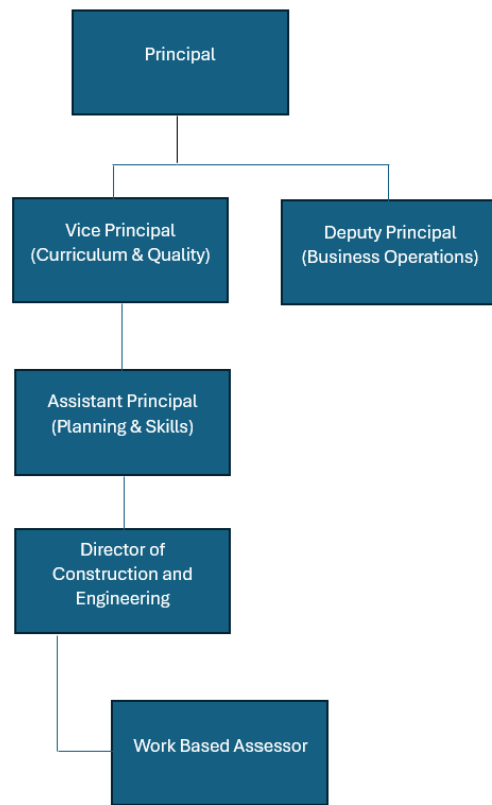 Principal
Vice Principal
(Curriculum & Quality)
Deputy Principal
(Business Operations)
Assistant Principal
(Planning & Skills)
Director of
Construction and
Engineering
Work Based Assessor